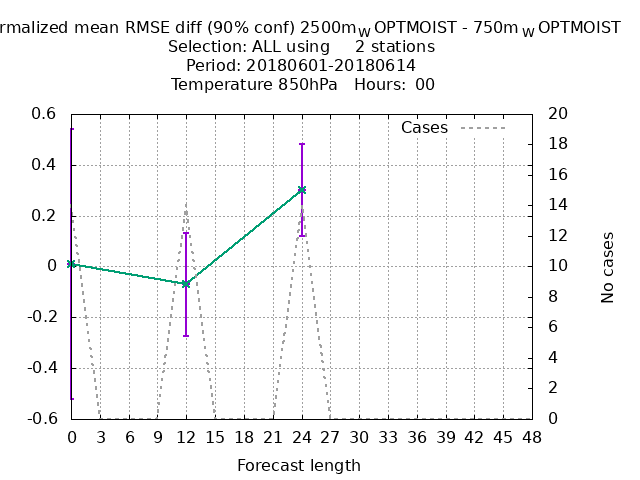 rmalized mean RMSE diff (90% conf) 2500m_W OPTMOIST - 750m_W OPTMOIST
Selection: ALL using 2 stations
Period: 20180601-20180614
Temperature 850hPa Hours: 00
Cases
0.6
0.4
0.2
0
-0.2
-0.4
-0.6
20
18
16
14
12
10
8
6
4
2
0
No cases
0 3 6 9 12 15 18 21 24 27 30 33 36 39 42 45 48
Forecast length